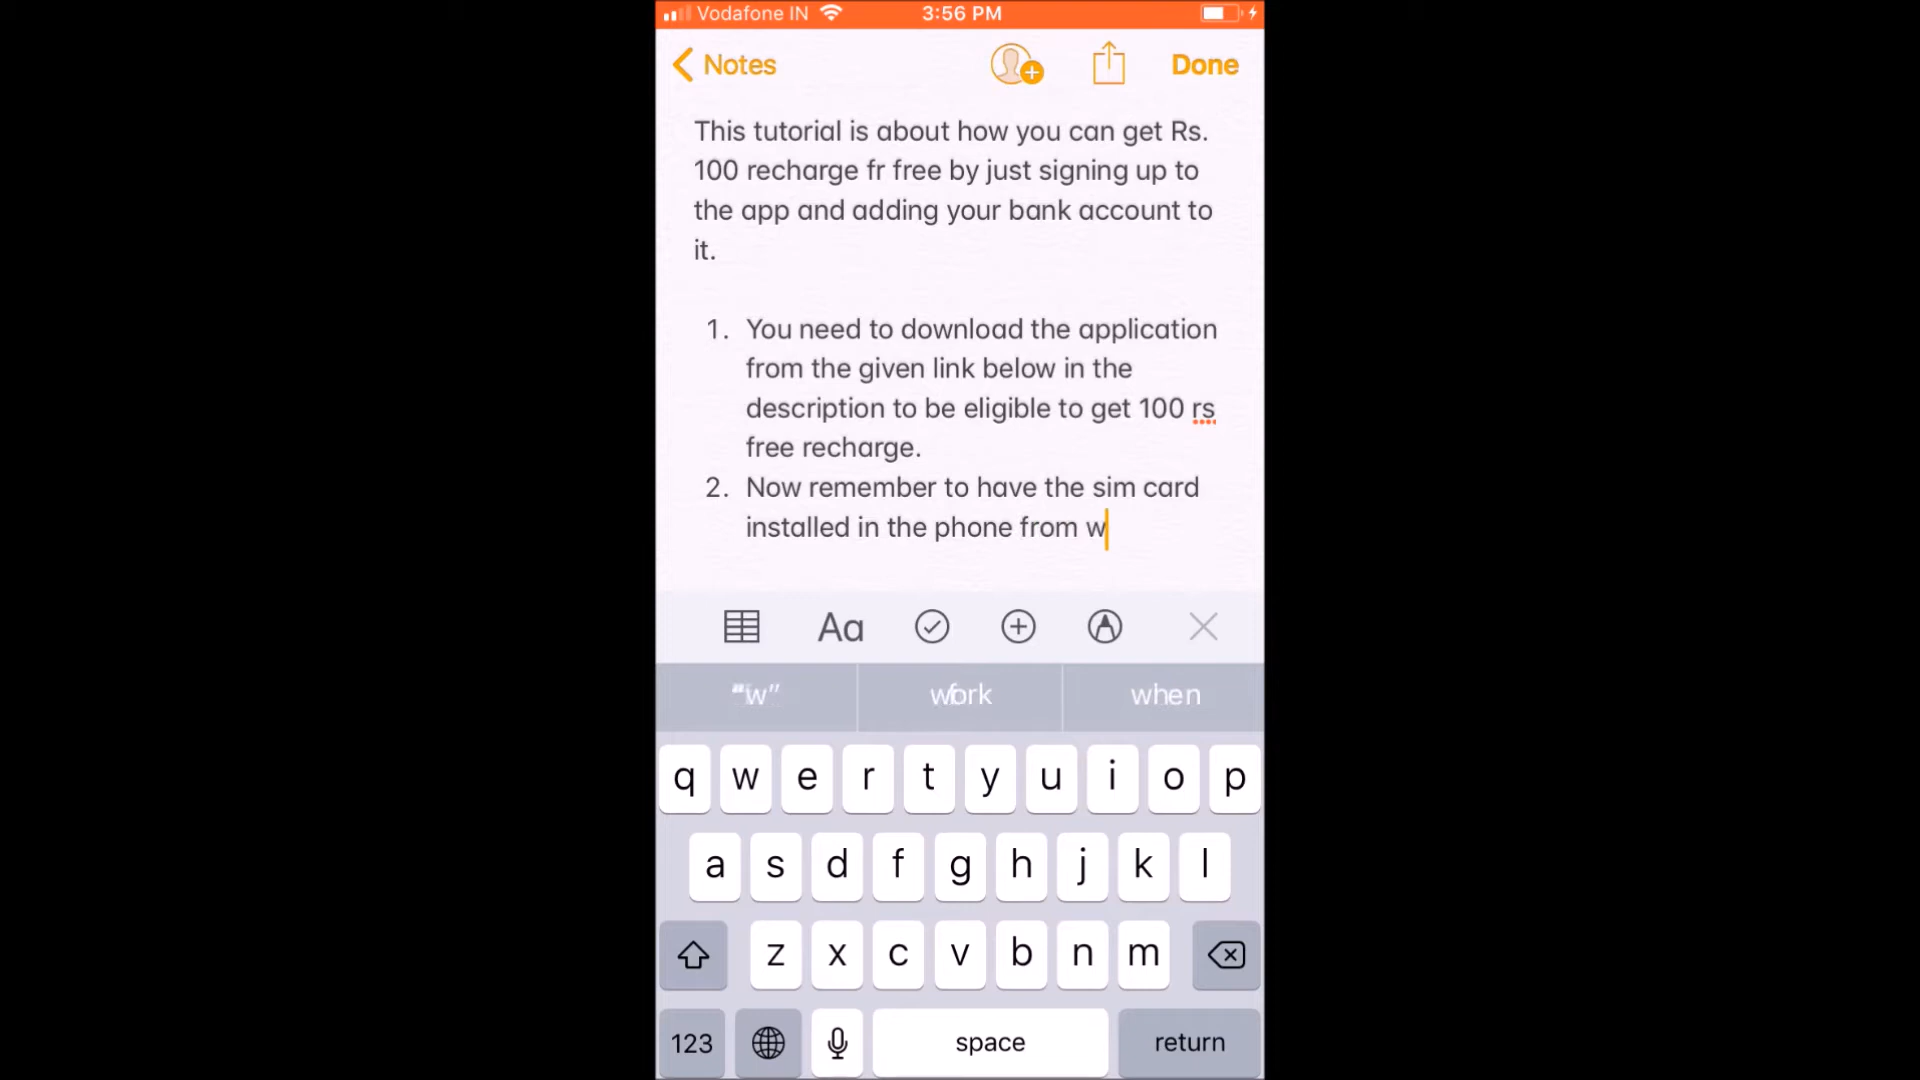 Vodafone IN 3:56 PM
Notes Done
This tutorial is about how you can get Rs.
100 recharge fr free by just signing up to
the app and adding your bank account to
it.
1. You need to download the application
from the given link below in the
description to be eligible to get 100 rs
free recharge.
2. Now remember to have the sim card
installed in the phone from w
Aa
“w” work when
q w e r t y u i o p
a s d f g h j k l
z x c v b n m
123 space return